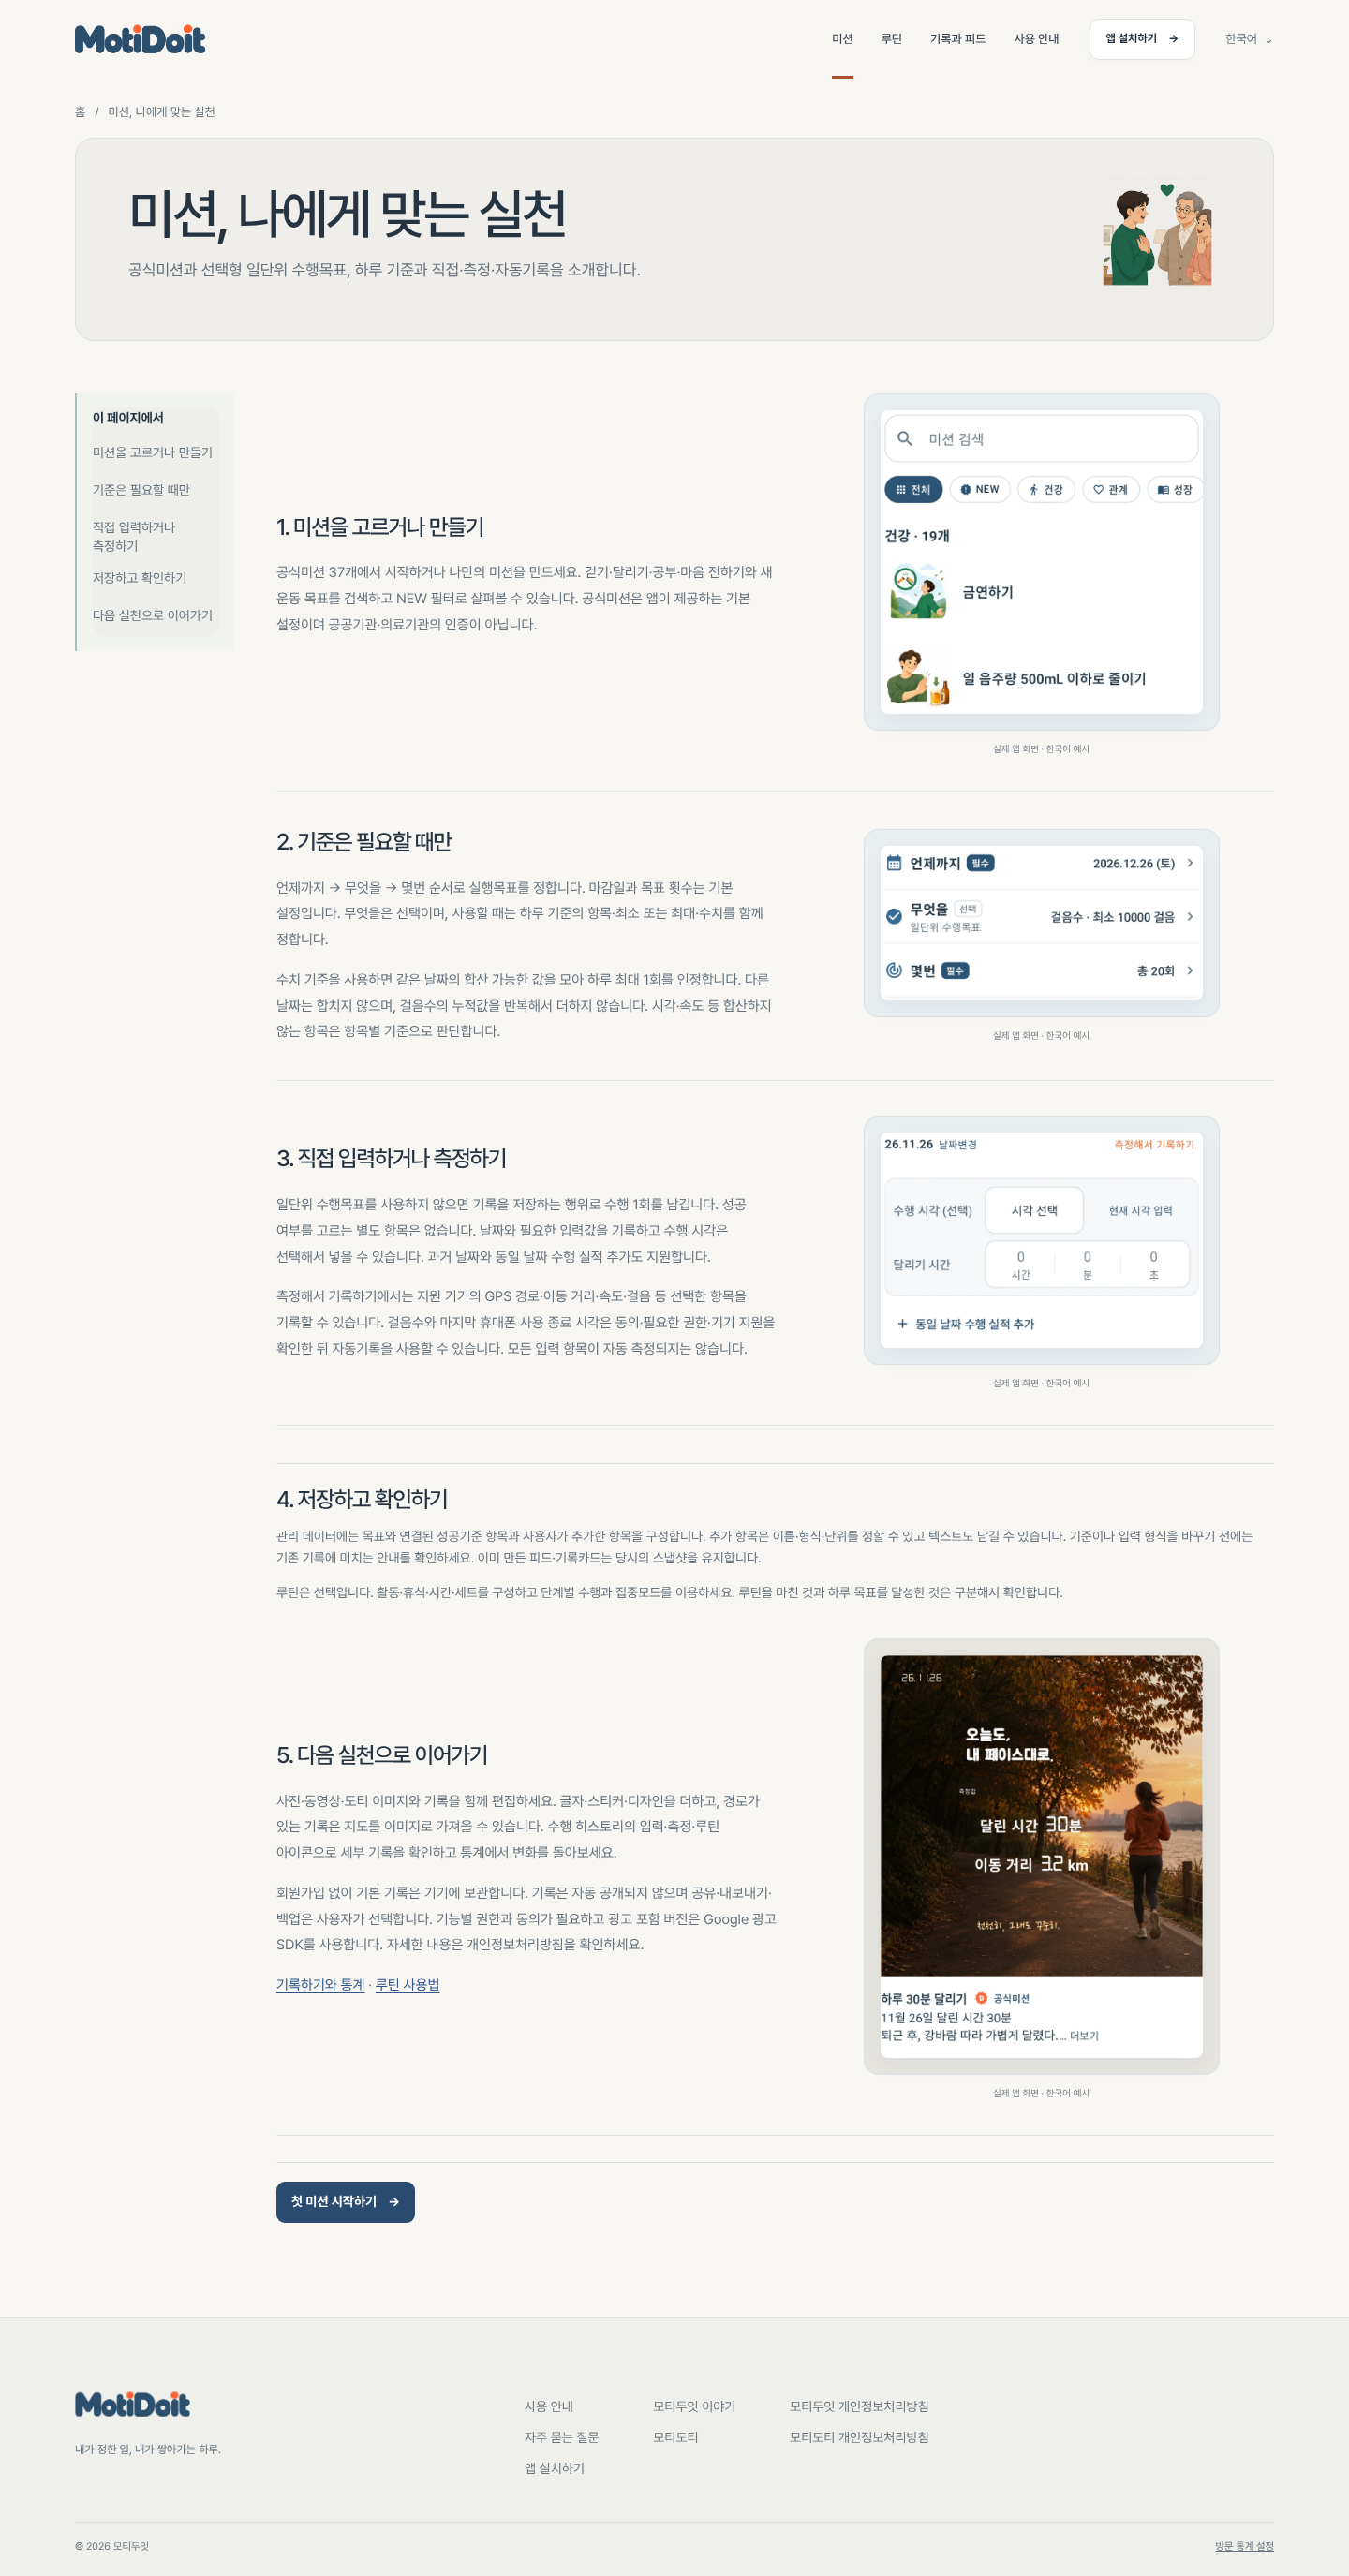 MotiDoit
미션
루틴
기록과 피드
사용 안내
앱 설치하기 →
한국어
홈 / 미션, 나에게 맞는 실천
미션, 나에게 맞는 실천
공식미션과 선택형 일단위 수행목표, 하루 기준과 직접·측정·자동기록을 소개합니다.
이 페이지에서
미션을 고르거나 만들기
기준은 필요할 때만
직접 입력하거나
측정하기
저장하고 확인하기
다음 실천으로 이어가기
1. 미션을 고르거나 만들기
공식미션 37개에서 시작하거나 나만의 미션을 만드세요. 걷기·달리기·공부·마음 전하기와 새
운동 목표를 검색하고 NEW 필터로 살펴볼 수 있습니다. 공식미션은 앱이 제공하는 기본
설정이며 공공기관·의료기관의 인증이 아닙니다.
미션 검색
전체
NEW
건강
관계
성장
건강 · 19개
금연하기
일 음주량 500mL 이하로 줄이기
실제 앱 화면 · 한국어 예시
2. 기준은 필요할 때만
언제까지 → 무엇을 → 몇번 순서로 실행목표를 정합니다. 마감일과 목표 횟수는 기본
설정입니다. 무엇을은 선택이며, 사용할 때는 하루 기준의 항목·최소 또는 최대·수치를 함께
정합니다.
수치 기준을 사용하면 같은 날짜의 합산 가능한 값을 모아 하루 최대 1회를 인정합니다. 다른
날짜는 합치지 않으며, 걸음수의 누적값을 반복해서 더하지 않습니다. 시각·속도 등 합산하지
않는 항목은 항목별 기준으로 판단합니다.
언제까지 필수 2026.12.26 (토)
무엇을 선택 걸음수 · 최소 10000 걸음
일단위 수행목표
몇번 필수 총 20회
실제 앱 화면 · 한국어 예시
3. 직접 입력하거나 측정하기
일단위 수행목표를 사용하지 않으면 기록을 저장하는 행위로 수행 1회를 남깁니다. 성공
여부를 고르는 별도 항목은 없습니다. 날짜와 필요한 입력값을 기록하고 수행 시각은
선택해서 넣을 수 있습니다. 과거 날짜와 동일 날짜 수행 실적 추가도 지원합니다.
측정해서 기록하기에서는 지원 기기의 GPS 경로·이동 거리·속도·걸음 등 선택한 항목을
기록할 수 있습니다. 걸음수와 마지막 휴대폰 사용 종료 시각은 동의·필요한 권한·기기 지원을
확인한 뒤 자동기록을 사용할 수 있습니다. 모든 입력 항목이 자동 측정되지는 않습니다.
26.11.26 날짜변경 측정해서 기록하기
수행 시각 (선택) 시각 선택 현재 시각 입력
달리기 시간
0 0 0
시간 분 초
+ 동일 날짜 수행 실적 추가
실제 앱 화면 · 한국어 예시
4. 저장하고 확인하기
관리 데이터에는 목표와 연결된 성공기준 항목과 사용자가 추가한 항목을 구성합니다. 추가 항목은 이름·형식·단위를 정할 수 있고 텍스트도 남길 수 있습니다. 기준이나 입력 형식을 바꾸기 전에는
기존 기록에 미치는 안내를 확인하세요. 이미 만든 피드·기록카드는 당시의 스냅샷을 유지합니다.
루틴은 선택입니다. 활동·휴식·시간·세트를 구성하고 단계별 수행과 집중모드를 이용하세요. 루틴을 마친 것과 하루 목표를 달성한 것은 구분해서 확인합니다.
5. 다음 실천으로 이어가기
사진·동영상·도티 이미지와 기록을 함께 편집하세요. 글자·스티커·디자인을 더하고, 경로가
있는 기록은 지도를 이미지로 가져올 수 있습니다. 수행 히스토리의 입력·측정·루틴
아이콘으로 세부 기록을 확인하고 통계에서 변화를 돌아보세요.
회원가입 없이 기본 기록은 기기에 보관합니다. 기록은 자동 공개되지 않으며 공유·내보내기·
백업은 사용자가 선택합니다. 기능별 권한과 동의가 필요하고 광고 포함 버전은 Google 광고
SDK를 사용합니다. 자세한 내용은 개인정보처리방침을 확인하세요.
기록하기와 통계 · 루틴 사용법
26. 11.26
오늘도,
내 페이스대로.
측정값
달린 시간 30분
이동 거리 3.2 km
천천히, 그래도 꾸준히.
하루 30분 달리기 공식미션
11월 26일 달린 시간 30분
퇴근 후, 강바람 따라 가볍게 달렸다.... 더보기
실제 앱 화면 · 한국어 예시
첫 미션 시작하기 →
MotiDoit
내가 정한 일, 내가 쌓아가는 하루.
사용 안내
자주 묻는 질문
앱 설치하기
모티두잇 이야기
모티도티
모티두잇 개인정보처리방침
모티도티 개인정보처리방침
© 2026 모티두잇
방문 통계 설정